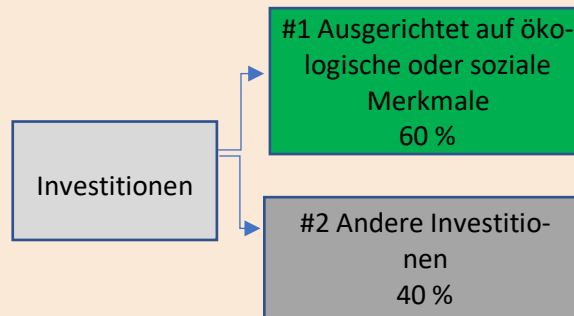 #1 Ausgerichtet auf öko-
logische oder soziale
Merkmale
60 %
Investitionen
#2 Andere Investitio-
nen
40 %